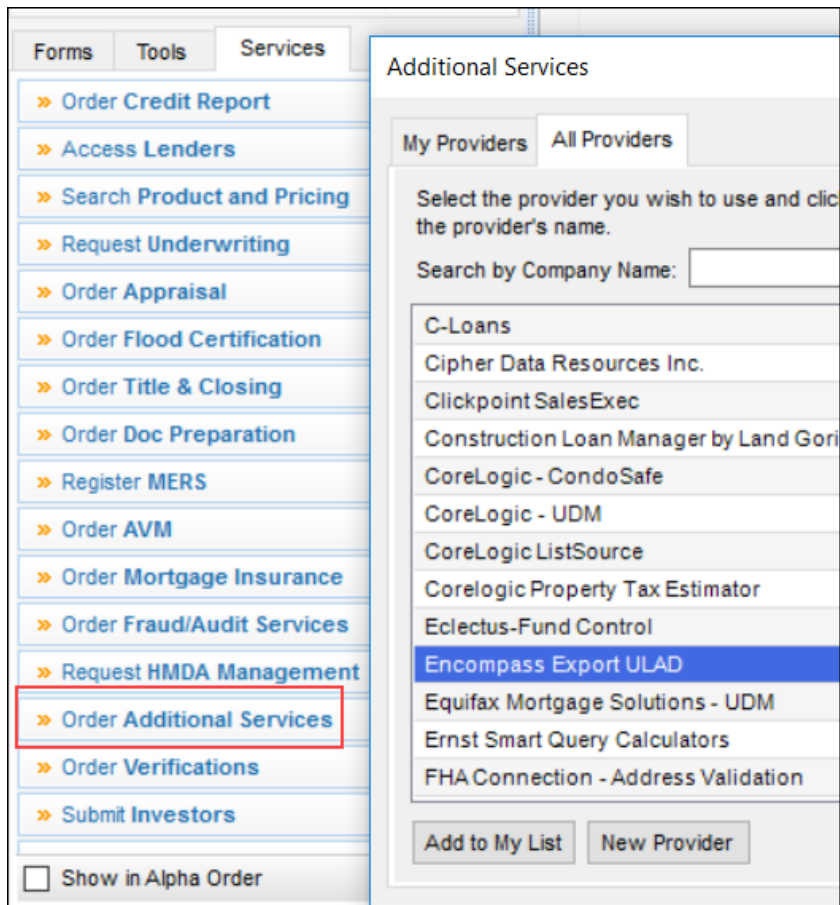 Forms Tools Services
» Order Credit Report
» Access Lenders
» Search Product and Pricing
» Request Underwriting
» Order Appraisal
» Order Flood Certification
» Order Title & Closing
» Order Doc Preparation
» Register MERS
» Order AVM
» Order Mortgage Insurance
» Order Fraud/Audit Services
» Request HMDA Management
» Order Additional Services
» Order Verifications
» Submit Investors
Show in Alpha Order
Additional Services
My Providers All Providers
Select the provider you wish to use and clic
the provider's name.
Search by Company Name:
C-Loans
Cipher Data Resources Inc.
Clickpoint SalesExec
Construction Loan Manager by Land Gori
CoreLogic - CondoSafe
CoreLogic - UDM
CoreLogic ListSource
Corelogic Property Tax Estimator
Eclectus-Fund Control
Encompass Export ULAD
Equifax Mortgage Solutions - UDM
Ernst Smart Query Calculators
FHA Connection - Address Validation
Add to My List New Provider